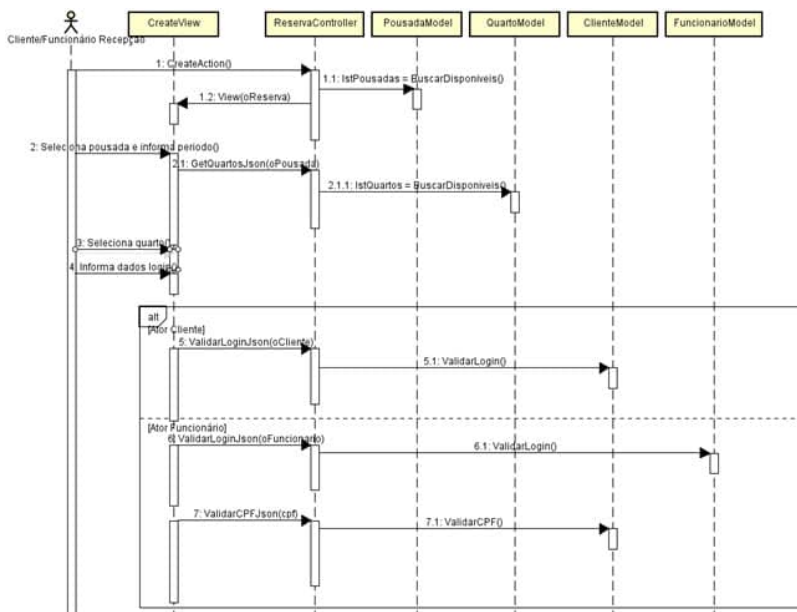 CreateView
ReservaController
PousadaModel
QuartoModel
ClienteModel
FuncionarioModel
Cliente/Funcionário Recepção
1: CreateAction()
1.1: lstPousadas = BuscarDisponiveis()
1.2: View(oReserva)
2: Seleciona pousada e informa periodo()
2.1: GetQuartosJson(oPousada)
2.1.1: lstQuartos = BuscarDisponiveis()
3: Seleciona quarto()
4: Informa dados login()
alt
[Ator Cliente]
5: ValidarLoginJson(oCliente)
5.1: ValidarLogin()
[Ator Funcionário]
6: ValidarLoginJson(oFuncionario)
6.1: ValidarLogin()
7: ValidarCPFJson(cpf)
7.1: ValidarCPF()